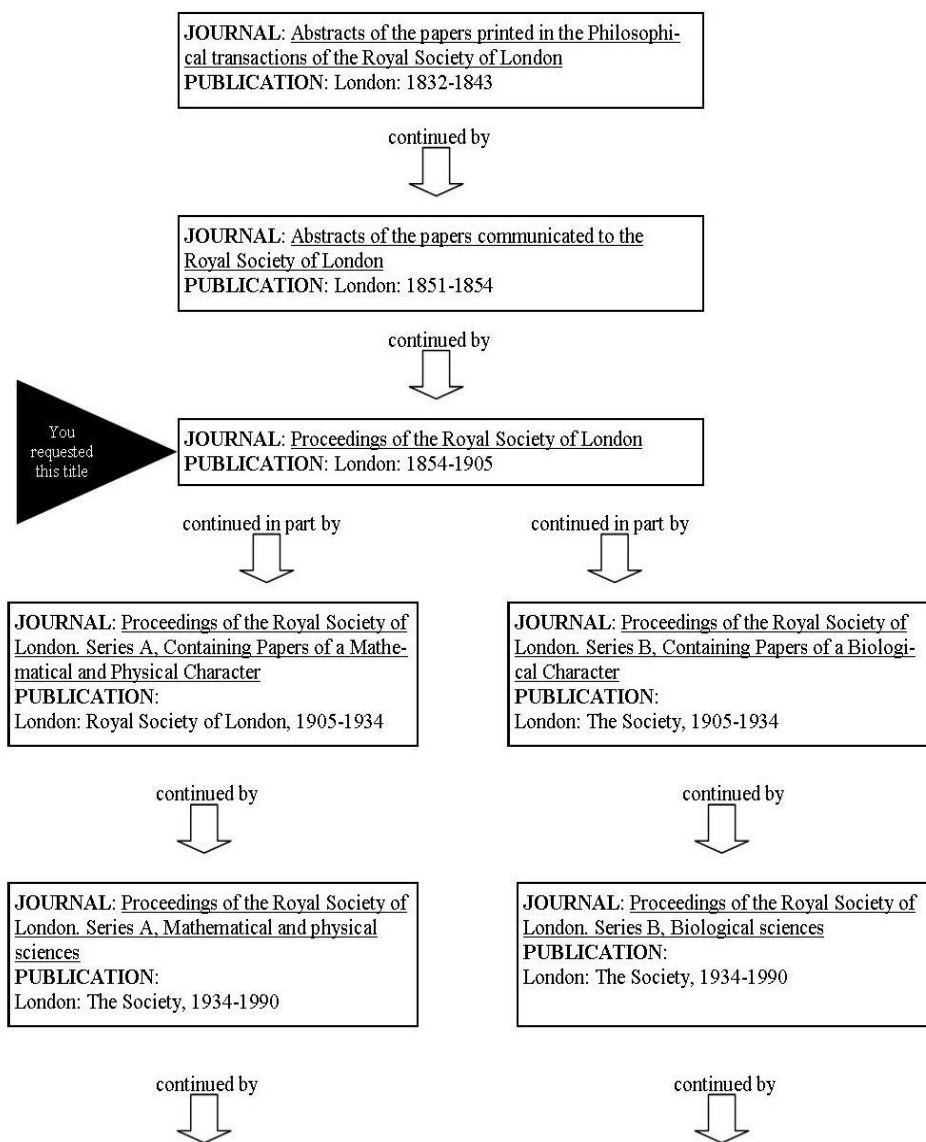 JOURNAL: Abstracts of the papers printed in the Philosophi-
cal transactions of the Royal Society of London
PUBLICATION: London: 1832-1843
continued by
JOURNAL: Abstracts of the papers communicated to the
Royal Society of London
PUBLICATION: London: 1851-1854
continued by
You
requested
this title
JOURNAL: Proceedings of the Royal Society of London
PUBLICATION: London: 1854-1905
continued in part by
continued in part by
JOURNAL: Proceedings of the Royal Society of
London. Series A, Containing Papers of a Mathe-
matical and Physical Character
PUBLICATION:
London: Royal Society of London, 1905-1934
JOURNAL: Proceedings of the Royal Society of
London. Series B, Containing Papers of a Biologi-
cal Character
PUBLICATION:
London: The Society, 1905-1934
continued by
continued by
JOURNAL: Proceedings of the Royal Society of
London. Series A, Mathematical and physical
sciences
PUBLICATION:
London: The Society, 1934-1990
JOURNAL: Proceedings of the Royal Society of
London. Series B, Biological sciences
PUBLICATION:
London: The Society, 1934-1990
continued by
continued by